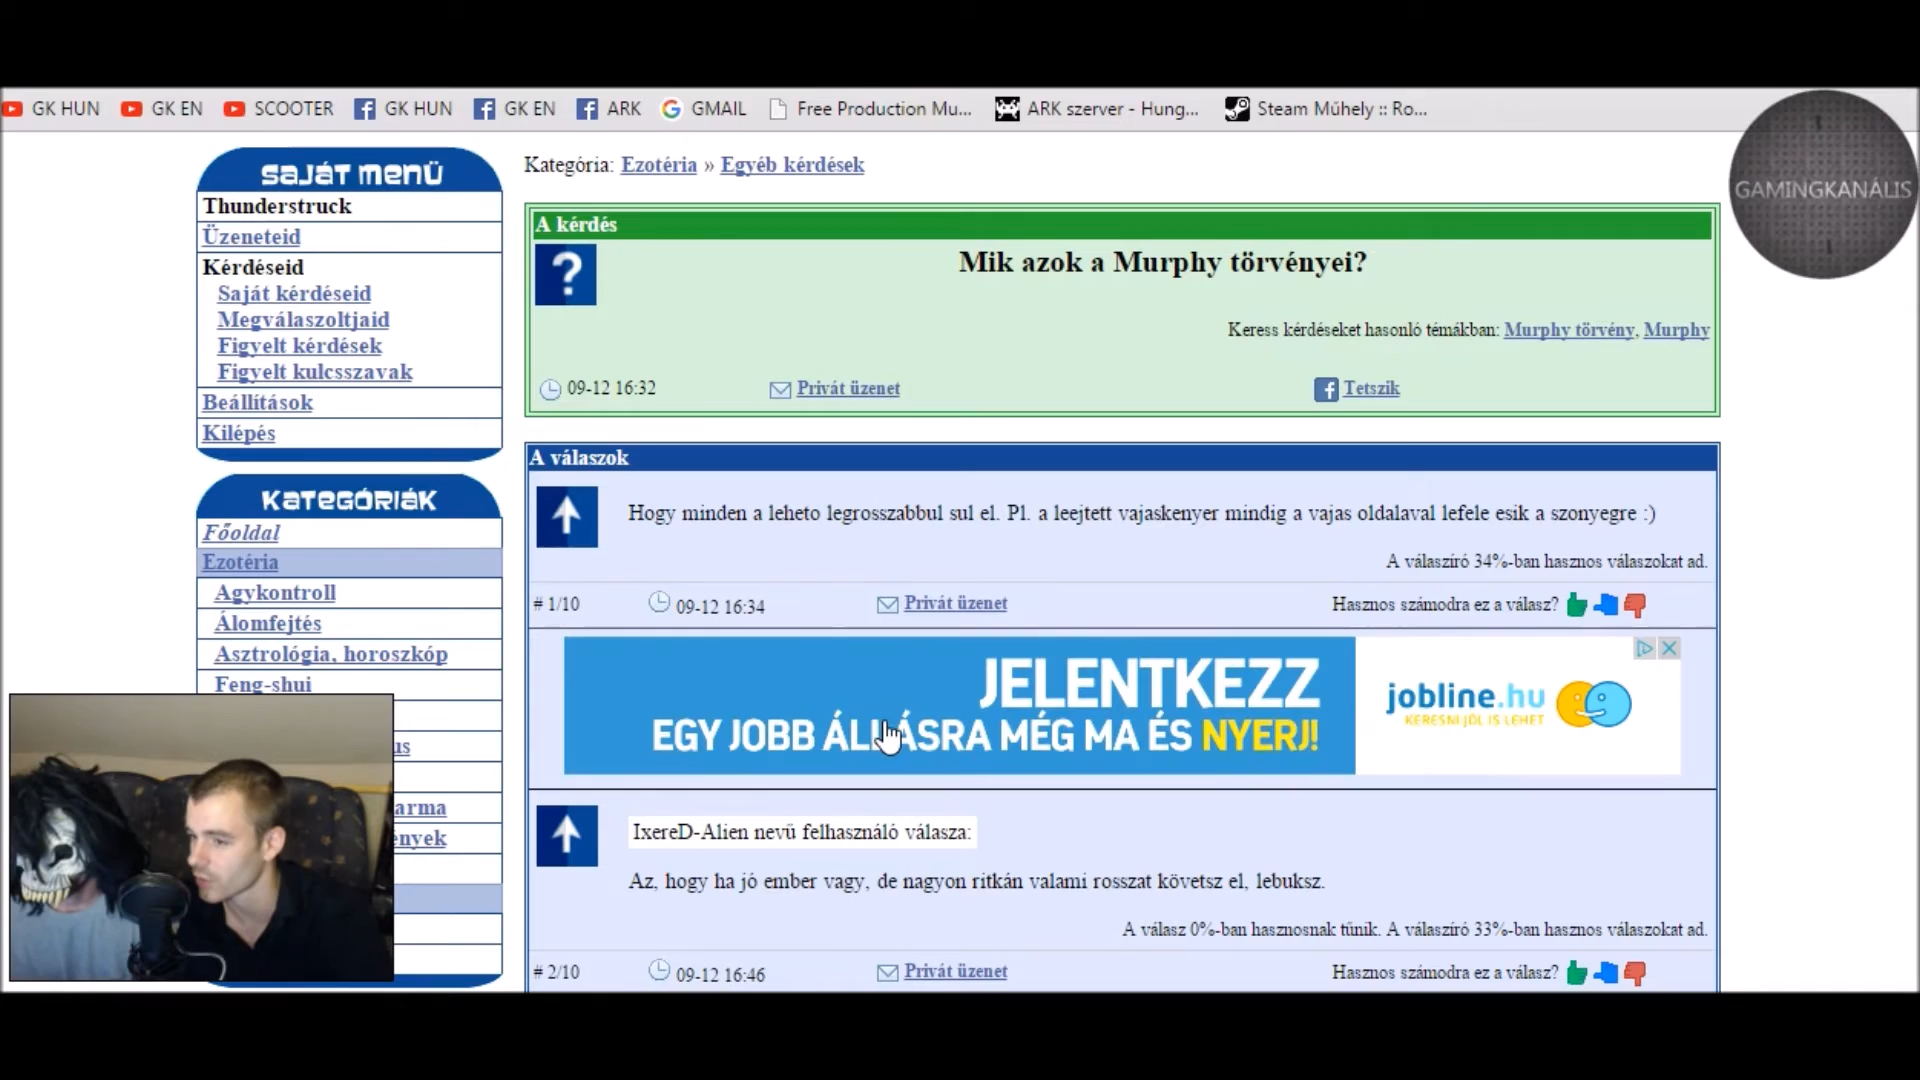 GK HUN GK EN SCOOTER GK HUN GK EN ARK GMAIL Free Production Mu... ARK szerver - Hung... Steam Műhely :: Ro...
GAMINGKANÁLIS
SAJÁT MENÜ
Thunderstruck
Üzeneteid
Kérdéseid
Saját kérdéseid
Megválaszoltjaid
Figyelt kérdések
Figyelt kulcsszavak
Beállítások
Kilépés
KATEGÓRIÁK
Főoldal
Ezotéria
Agykontroll
Álomfejtés
Asztrológia, horoszkóp
Feng-shui
us
arma
ények
Kategória: Ezotéria » Egyéb kérdések
A kérdés
Mik azok a Murphy törvényei?
Keress kérdéseket hasonló témákban: Murphy törvény, Murphy
09-12 16:32 Privát üzenet Tetszik
A válaszok
Hogy minden a leheto legrosszabbul sul el. Pl. a leejtett vajaskenyer mindig a vajas oldalaval lefele esik a szonyegre :)
A válaszíró 34%-ban hasznos válaszokat ad.
# 1/10 09-12 16:34 Privát üzenet Hasznos számodra ez a válasz?
JELENTKEZZ
EGY JOBB ÁLLÁSRA MÉG MA ÉS NYERJ!
jobline.hu
KERESNI JÓL IS LEHET
IxereD-Alien nevű felhasználó válasza:
Az, hogy ha jó ember vagy, de nagyon ritkán valami rosszat követsz el, lebuksz.
A válasz 0%-ban hasznosnak tűnik. A válaszíró 33%-ban hasznos válaszokat ad.
# 2/10 09-12 16:46 Privát üzenet Hasznos számodra ez a válasz?